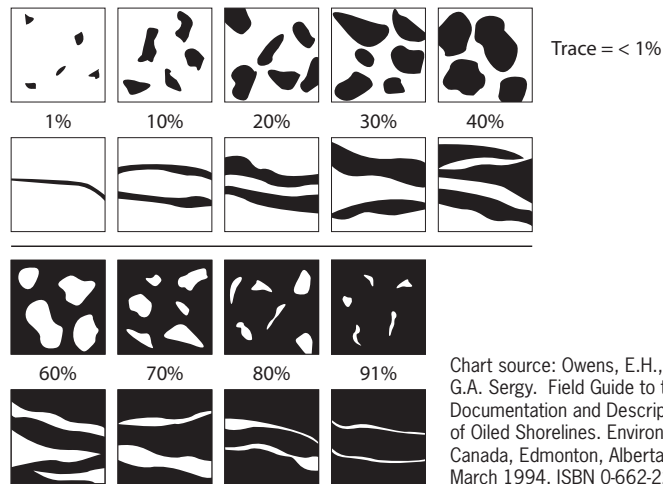 Trace = < 1%
1% 10% 20% 30% 40%
60% 70% 80% 91%
Chart source: Owens, E.H.,
G.A. Sergy. Field Guide to
Documentation and Descrip
of Oiled Shorelines. Environ
Canada, Edmonton, Alberta
March 1994. ISBN 0-662-2